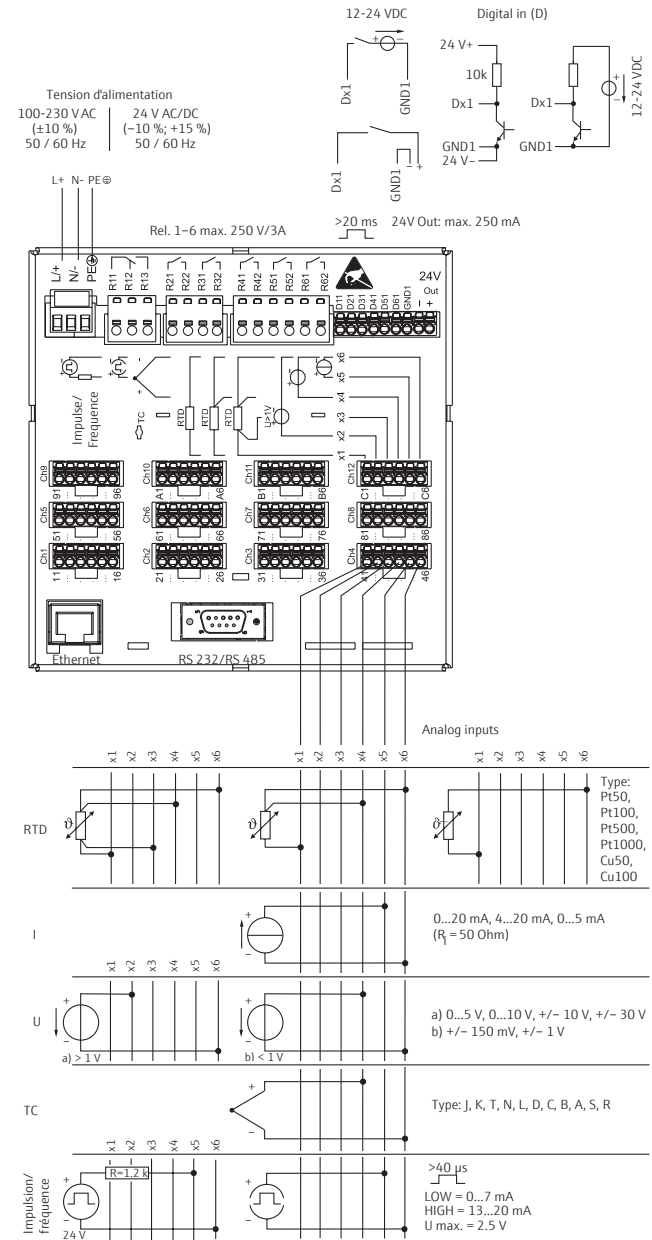 12-24 VDC
Digital in (D)
+ −
Dx1
GND1
24 V+
10k
Dx1
GND1
24 V−
Dx1
GND1
+
−
12-24 VDC
Dx1
GND1
− +
Tension d'alimentation
100-230 V AC
(±10 %)
50 / 60 Hz
24 V AC/DC
(−10 %; +15 %)
50 / 60 Hz
L+ N- PE
Rel. 1–6 max. 250 V/3A
>20 ms
24V Out: max. 250 mA
L/+
N/-
PE
R11
R12
R13
R21
R22
R31
R32
R41
R42
R51
R52
R61
R62
D11
D21
D31
D41
D51
D61
GND1
24V
Out
− +
Impulse/
Frequence
TC
RTD
RTD
RTD
U>1V
x6
x5
x4
x3
x2
x1
Ch9
91
96
Ch10
A1
A6
Ch11
B1
B6
Ch12
C1
C6
Ch5
51
56
Ch6
61
66
Ch7
71
76
Ch8
81
86
Ch1
11
16
Ch2
21
26
Ch3
31
36
Ch4
41
46
Ethernet
RS 232/RS 485
Analog inputs
x1 x2 x3 x4 x5 x6
x1 x2 x3 x4 x5 x6
x1 x2 x3 x4 x5 x6
RTD
ϑ
ϑ
ϑ
Type:
Pt50,
Pt100,
Pt500,
Pt1000,
Cu50,
Cu100
I
+
−
0...20 mA, 4...20 mA, 0...5 mA
(Ri = 50 Ohm)
x1 x2 x3 x4 x5 x6
U
+
−
a) > 1 V
+
−
b) < 1 V
a) 0...5 V, 0...10 V, +/− 10 V, +/− 30 V
b) +/− 150 mV, +/− 1 V
TC
+
−
Type: J, K, T, N, L, D, C, B, A, S, R
x1 x2 x3 x4 x5 x6
Impulsion/
fréquence
+
R=1.2 k
−
24 V
+
−
>40 µs
LOW = 0...7 mA
HIGH = 13...20 mA
U max. = 2.5 V